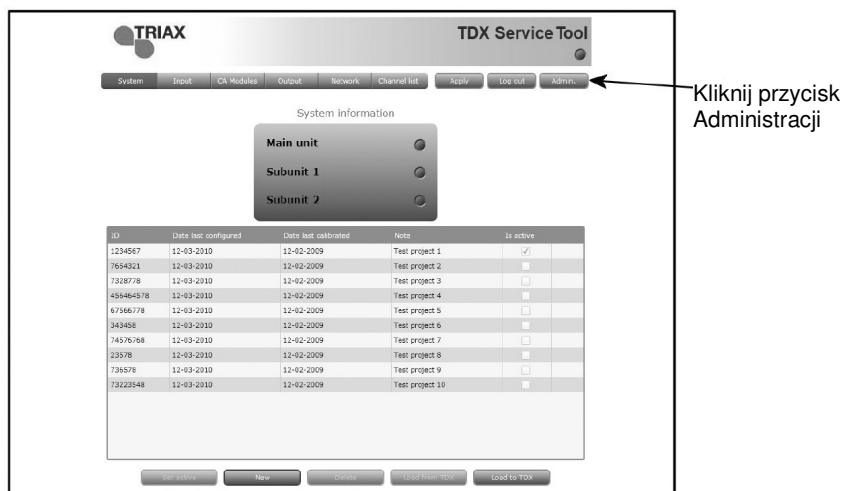 TRIAX
TDX Service Tool
System Input CA Modules Output Network Channel list Apply Log out Admin.
Kliknij przycisk
Administracji
System information
Main unit
Subunit 1
Subunit 2
ID Date last configured Date last calibrated Note Is active
1234567 12-03-2010 12-02-2009 Test project 1
7654321 12-03-2010 12-02-2009 Test project 2
7328778 12-03-2010 12-02-2009 Test project 3
456464578 12-03-2010 12-02-2009 Test project 4
67566778 12-03-2010 12-02-2009 Test project 5
343458 12-03-2010 12-02-2009 Test project 6
74576768 12-03-2010 12-02-2009 Test project 7
23578 12-03-2010 12-02-2009 Test project 8
736578 12-03-2010 12-02-2009 Test project 9
73223548 12-03-2010 12-02-2009 Test project 10
Set active New Delete Load from TDX Load to TDX